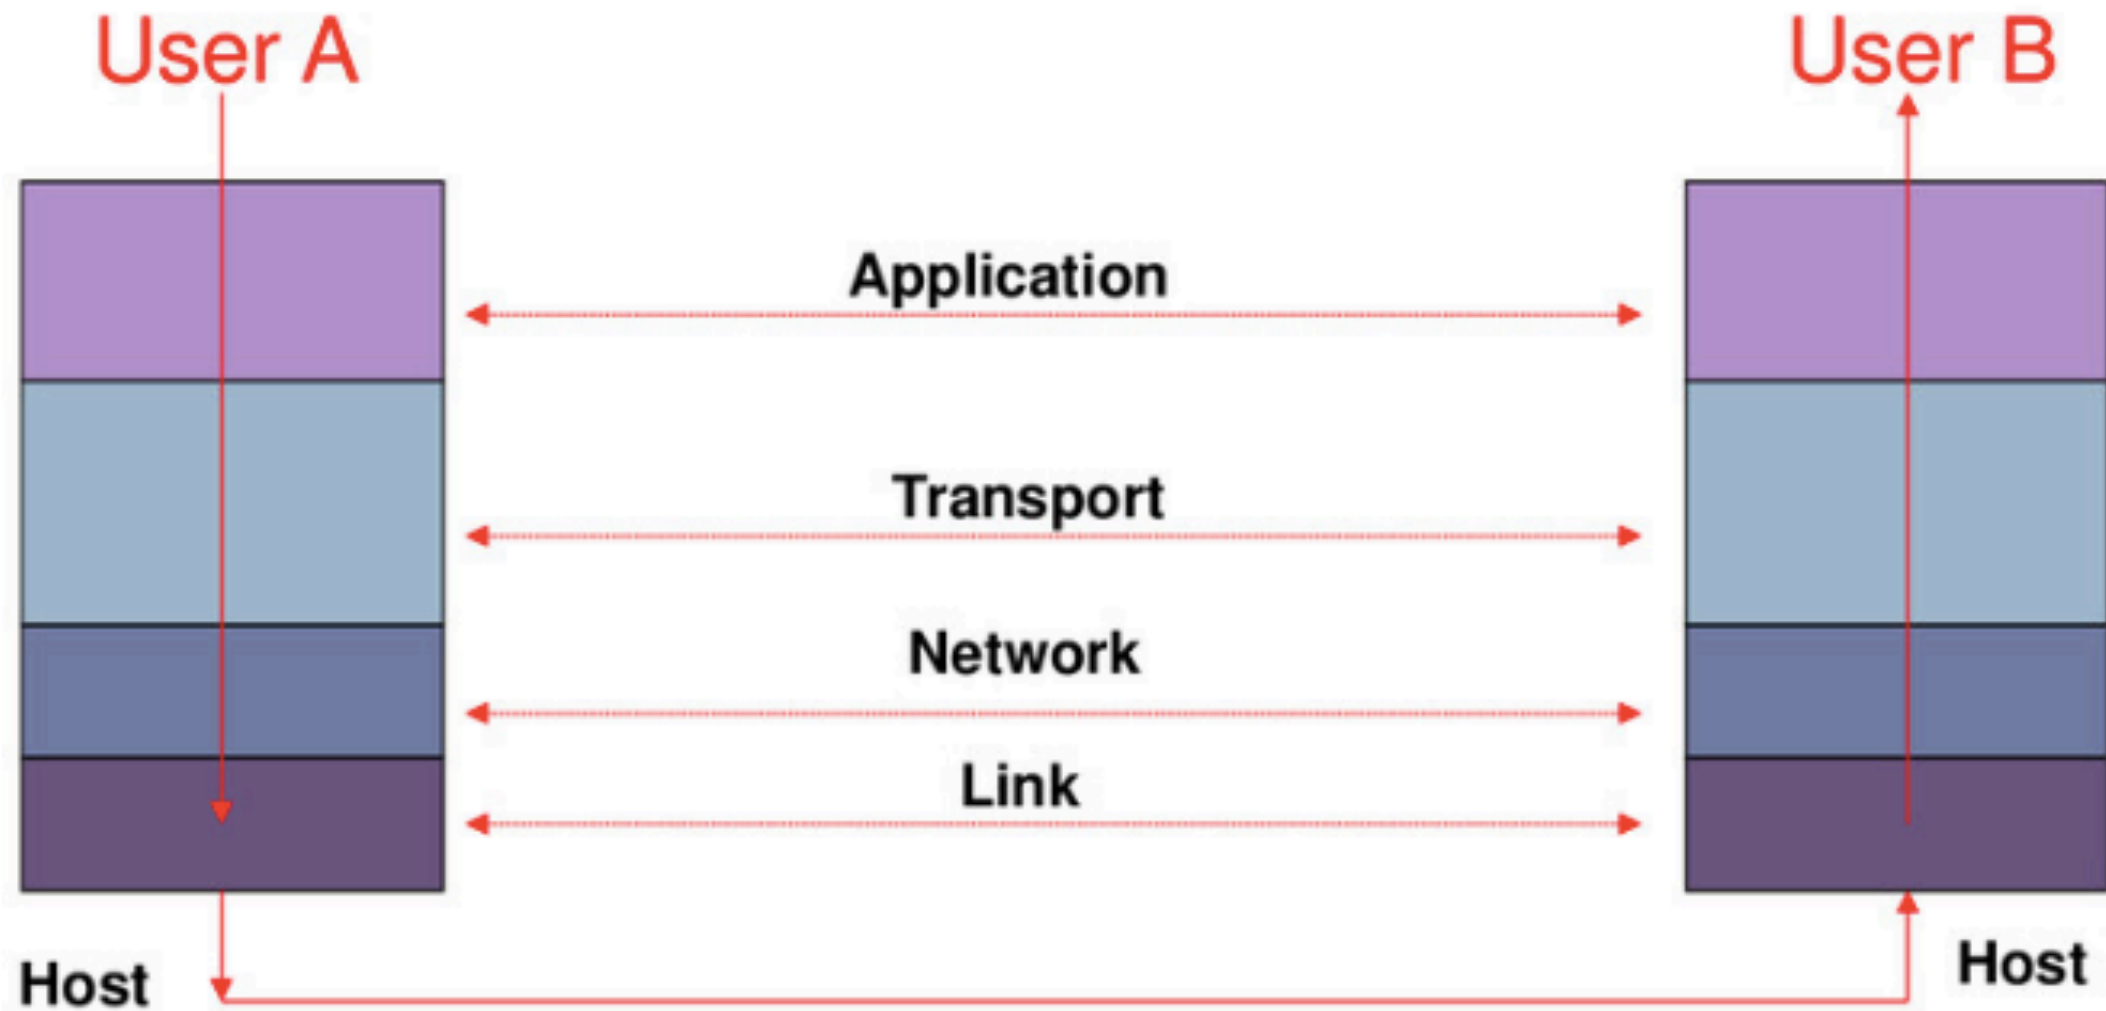 User A
User B
Application
Transport
Network
Link
Host
Host